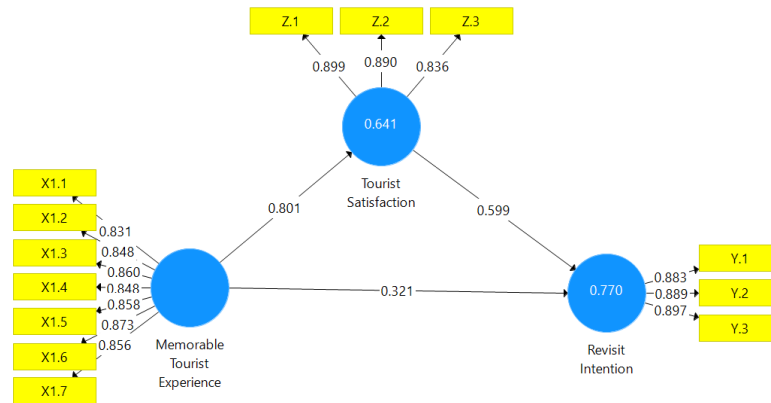 Z.1
Z.2
Z.3
0.899
0.890
0.836
0.641
Tourist
Satisfaction
0.801
0.599
X1.1
X1.2
X1.3
X1.4
X1.5
X1.6
X1.7
0.831
0.848
0.860
0.848
0.858
0.873
0.856
Memorable
Tourist
Experience
0.321
0.770
Revisit
Intention
0.883
0.889
0.897
Y.1
Y.2
Y.3